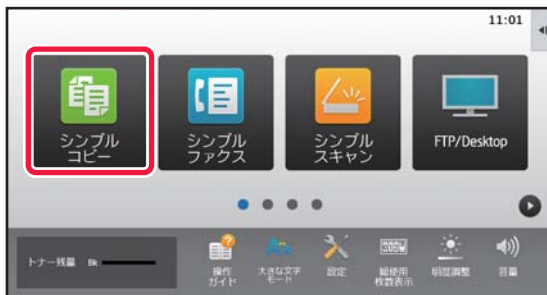 11:01
シンプル
コピー
シンプル
ファクス
シンプル
スキャン
FTP/Desktop
トナー残量 Bk
操作
ガイド
大きな文字
モード
設定
総使用
枚数表示
明度調整
音量